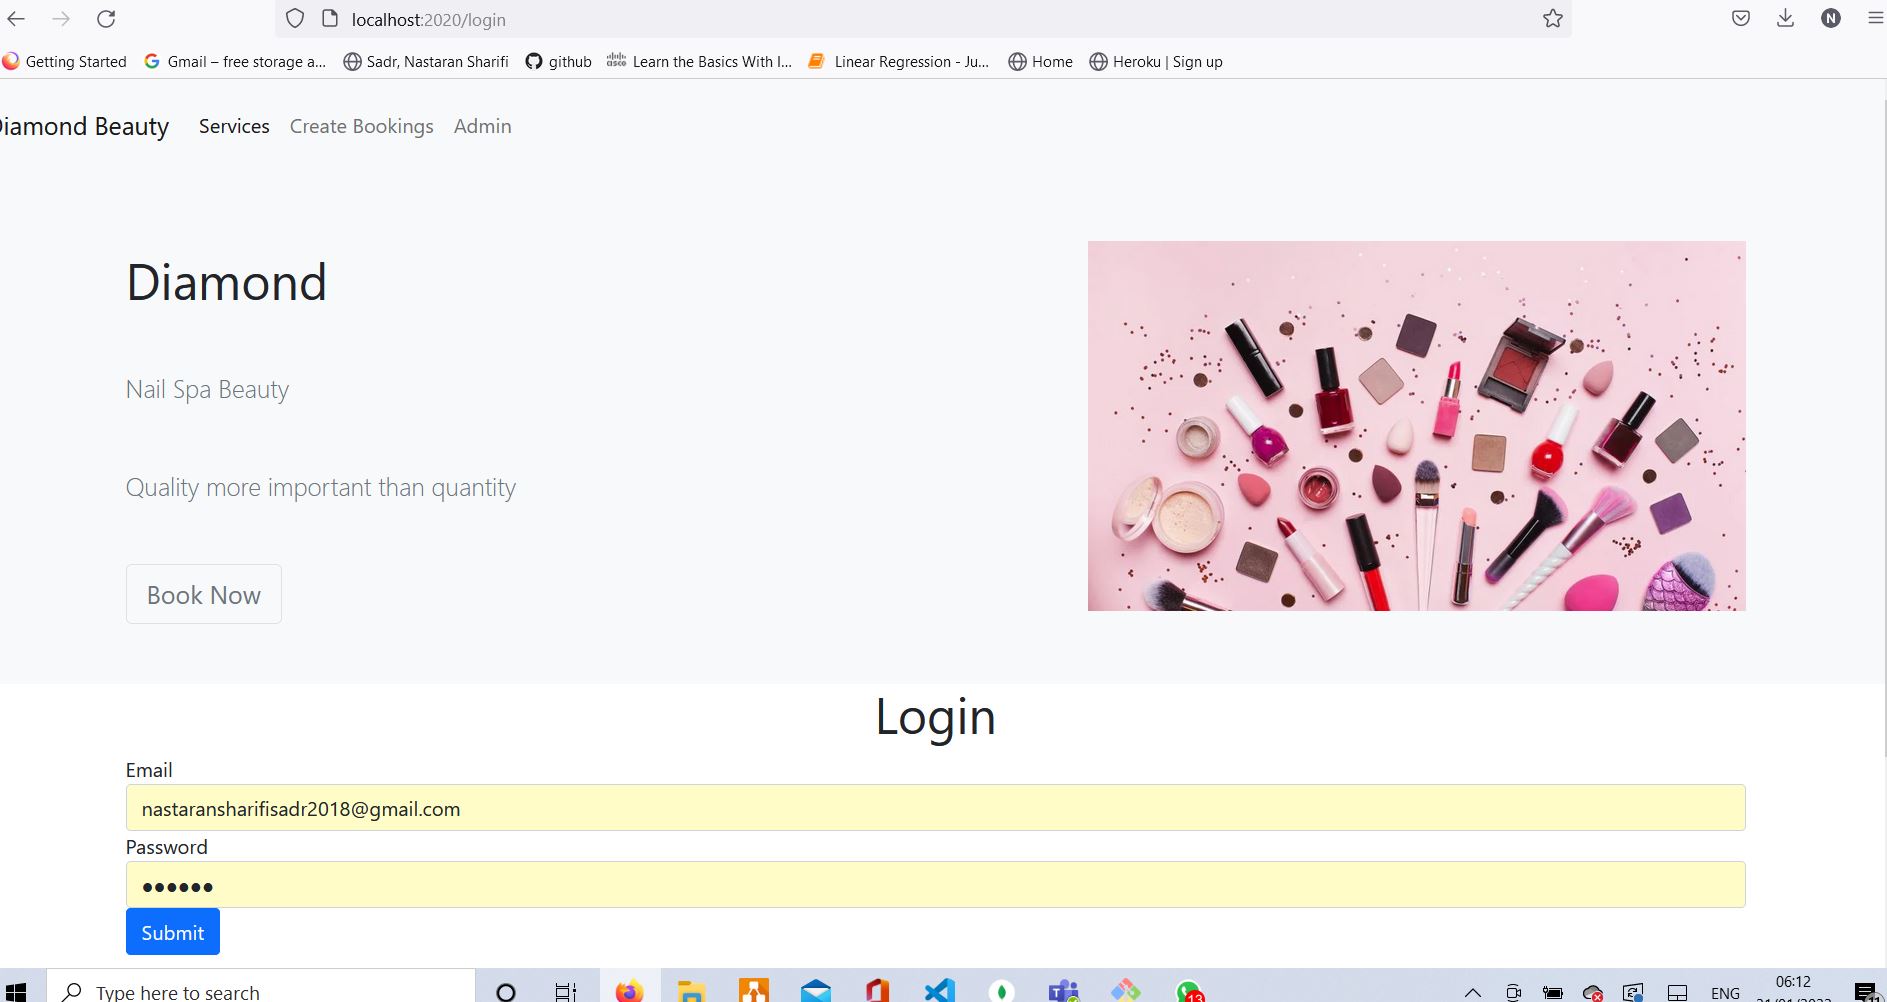 localhost:2020/login
N
Getting Started
Gmail – free storage a...
Sadr, Nastaran Sharifi
github
Learn the Basics With I...
Linear Regression - Ju...
Home
Heroku | Sign up
iamond Beauty
Services
Create Bookings
Admin
Diamond
Nail Spa Beauty
Quality more important than quantity
Book Now
Login
Email
nastaransharifisadr2018@gmail.com
Password
Submit
Type here to search
13
ENG
06:12